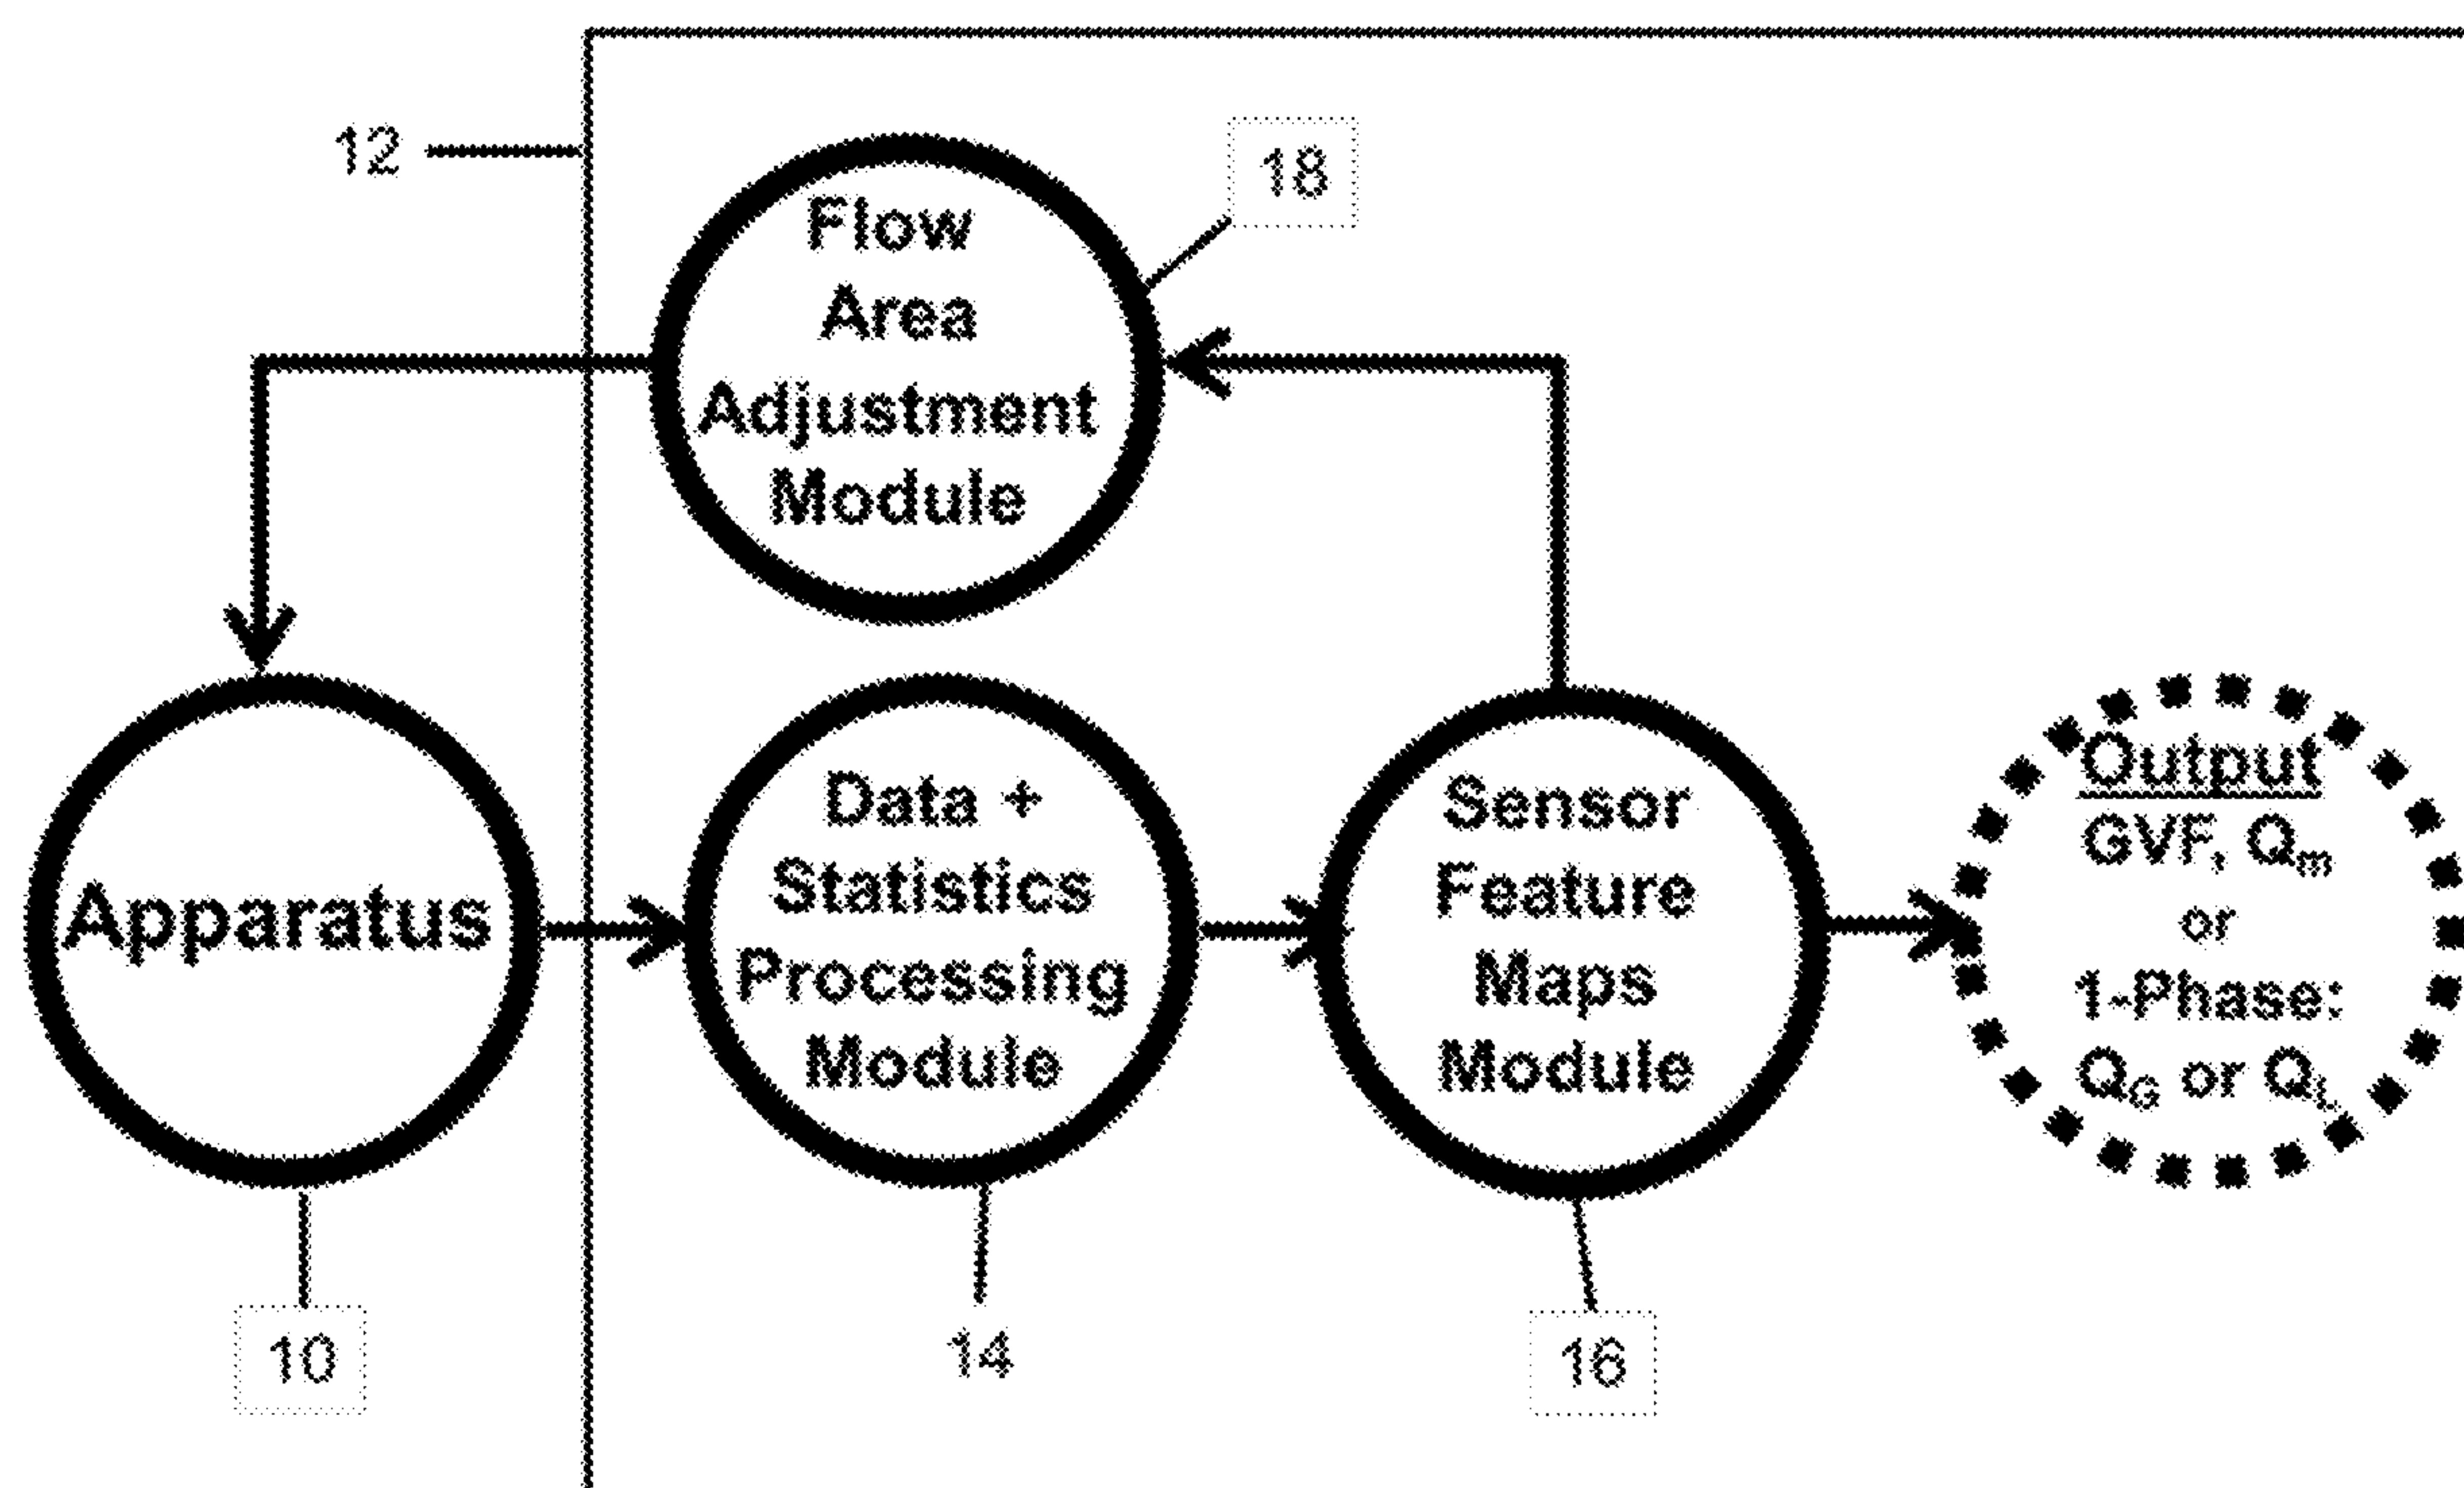 12
18
Flow
Area
Adjustment
Module
Apparatus
Data +
Statistics
Processing
Module
Sensor
Feature
Maps
Module
Output
GVF, Qm
or
1-Phase:
QG or QL
10
14
16